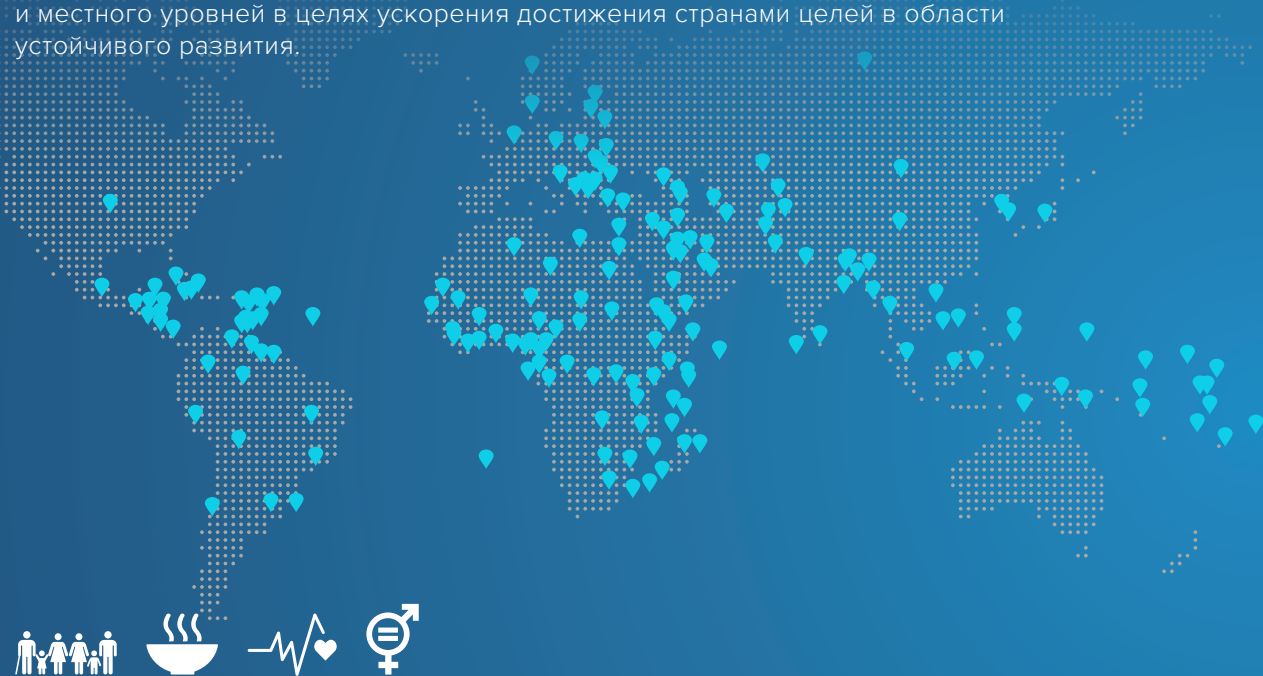 и местного уровней в целях ускорения достижения странами целей в области
устойчивого развития.